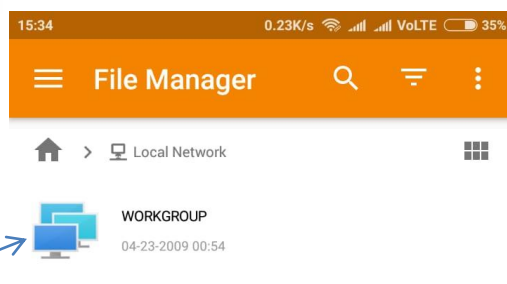 15:34 0.23K/s VoLTE 35%
File Manager
Local Network
WORKGROUP
04-23-2009 00:54